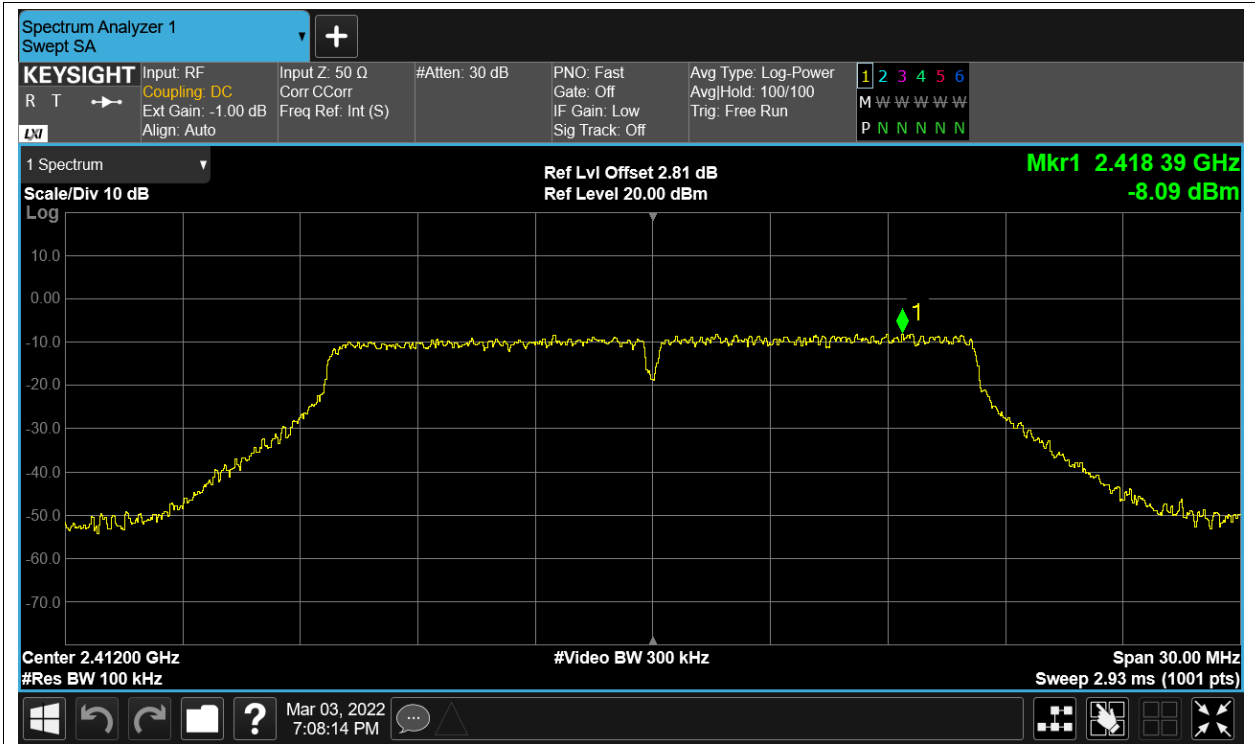 Spectrum Analyzer 1
Swept SA
+
KEYSIGHT
R T
LXI
Input: RF
Coupling: DC
Ext Gain: -1.00 dB
Align: Auto
Input Z: 50 Ω
Corr CCorr
Freq Ref: Int (S)
#Atten: 30 dB
PNO: Fast
Gate: Off
IF Gain: Low
Sig Track: Off
Avg Type: Log-Power
Avg|Hold: 100/100
Trig: Free Run
1 2 3 4 5 6
M W W W W W W
P N N N N N N
1 Spectrum
Scale/Div 10 dB
Log
Ref Lvl Offset 2.81 dB
Ref Level 20.00 dBm
Mkr1 2.418 39 GHz
-8.09 dBm
10.0
0.00
-10.0
-20.0
-30.0
-40.0
-50.0
-60.0
-70.0
1
Center 2.41200 GHz
#Res BW 100 kHz
#Video BW 300 kHz
Span 30.00 MHz
Sweep 2.93 ms (1001 pts)
?
Mar 03, 2022
7:08:14 PM